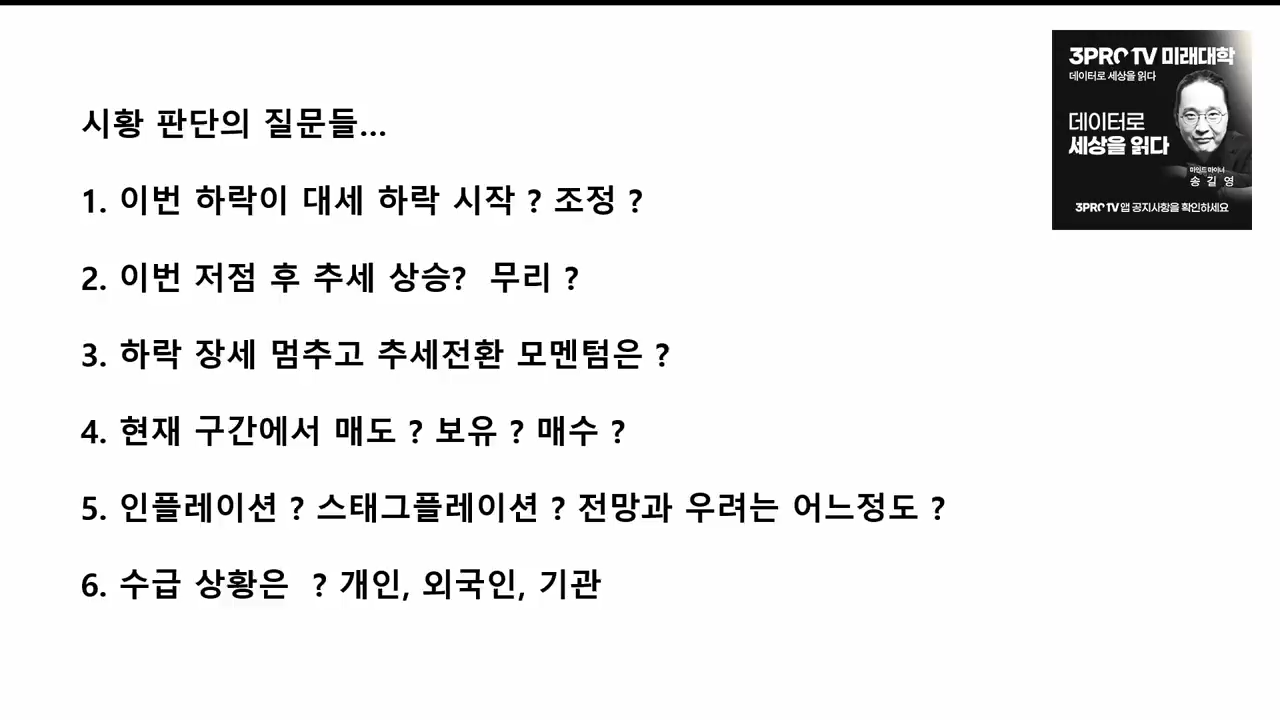 시황 판단의 질문들...
1. 이번 하락이 대세 하락 시작 ? 조정 ?
2. 이번 저점 후 추세 상승?  무리 ?
3. 하락 장세 멈추고 추세전환 모멘텀은 ?
4. 현재 구간에서 매도 ? 보유 ? 매수 ?
5. 인플레이션 ? 스태그플레이션 ? 전망과 우려는 어느정도 ?
6. 수급 상황은  ? 개인, 외국인, 기관
3PRO TV 미래대학
데이터로 세상을 읽다
데이터로
세상을 읽다
마인드 마이너
송 길 영
3PRO TV 앱 공지사항을 확인하세요